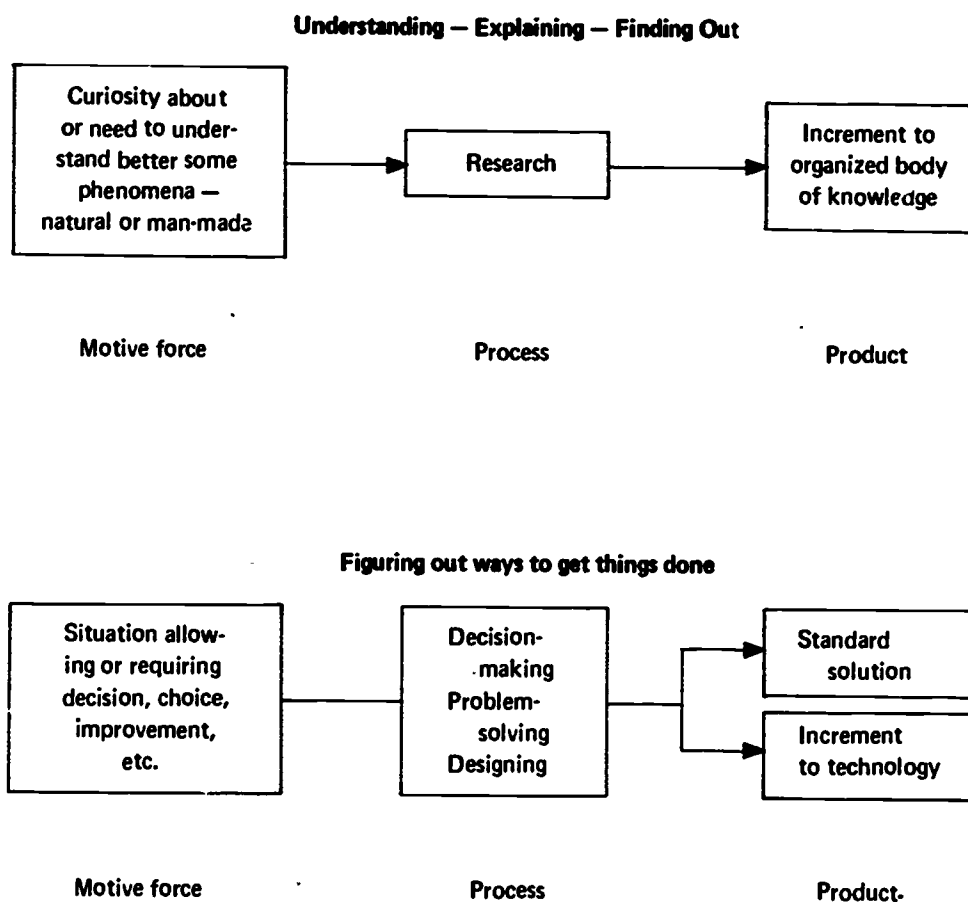 Understanding — Explaining — Finding Out
Curiosity about
or need to under-
stand better some
phenomena —
natural or man-made
Research
Increment to
organized body
of knowledge
Motive force
Process
Product
Figuring out ways to get things done
Situation allow-
ing or requiring
decision, choice,
improvement,
etc.
Decision-
making
Problem-
solving
Designing
Standard
solution
Increment
to technology
Motive force
Process
Product